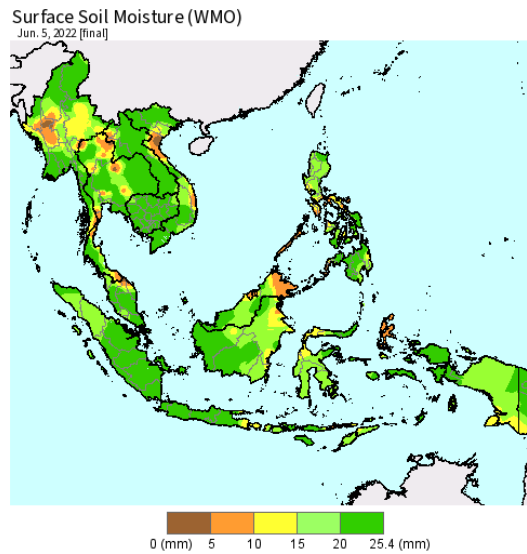 Surface Soil Moisture (WMO)
Jun. 5, 2022 [final]
0 (mm) 5 10 15 20 25.4 (mm)